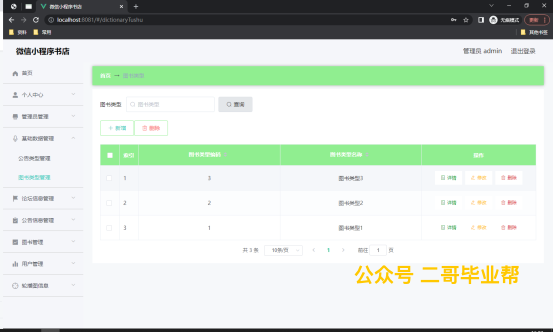 微信小程序书店
localhost:8081/#/dictionaryTushu
无痕模式
更新
资料
常用
其他书签
微信小程序书店
管理员 admin 退出登录
首页
个人中心
管理员管理
基础数据管理
公告类型管理
图书类型管理
论坛信息管理
公告信息管理
图书管理
用户管理
轮播图信息
首页 图书类型
图书类型 图书类型 查询
+ 新增 删除
索引 图书类型编码 图书类型名称 操作
1 3 图书类型3 详情 修改 删除
2 2 图书类型2 详情 修改 删除
3 1 图书类型1 详情 修改 删除
共 3 条 10条/页 1 前往 1 页
公众号 二哥毕业帮